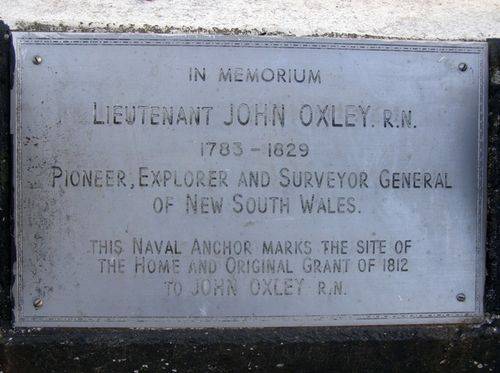 IN MEMORIUM
LIEUTENANT JOHN OXLEY. R.N.
1783 - 1829
PIONEER, EXPLORER AND SURVEYOR GENERAL
OF NEW SOUTH WALES.
THIS NAVAL ANCHOR MARKS THE SITE OF
THE HOME AND ORIGINAL GRANT OF 1812
TO JOHN OXLEY R.N.